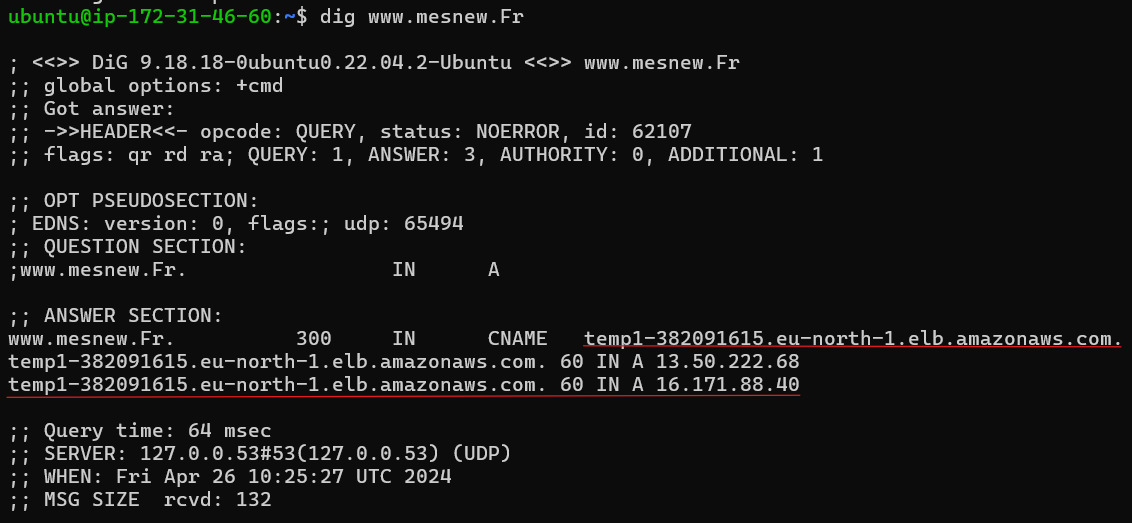 ubuntu@ip-172-31-46-60:~$ dig www.mesnew.Fr
; <<>> DiG 9.18.18-0ubuntu0.22.04.2-Ubuntu <<>> www.mesnew.Fr
;; global options: +cmd
;; Got answer:
;; ->>HEADER<<- opcode: QUERY, status: NOERROR, id: 62107
;; flags: qr rd ra; QUERY: 1, ANSWER: 3, AUTHORITY: 0, ADDITIONAL: 1
;; OPT PSEUDOSECTION:
; EDNS: version: 0, flags:; udp: 65494
;; QUESTION SECTION:
;www.mesnew.Fr. IN A
;; ANSWER SECTION:
www.mesnew.Fr. 300 IN CNAME temp1-382091615.eu-north-1.elb.amazonaws.com.
temp1-382091615.eu-north-1.elb.amazonaws.com. 60 IN A 13.50.222.68
temp1-382091615.eu-north-1.elb.amazonaws.com. 60 IN A 16.171.88.40
;; Query time: 64 msec
;; SERVER: 127.0.0.53#53(127.0.0.53) (UDP)
;; WHEN: Fri Apr 26 10:25:27 UTC 2024
;; MSG SIZE rcvd: 132